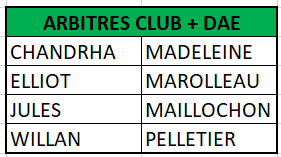 ARBITRES CLUB + DAE
CHANDRHA MADELEINE
ELLIOT MAROLLEAU
JULES MAILLOCHON
WILLAN PELLETIER